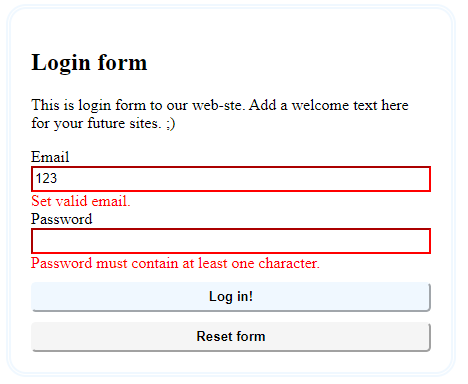 Login form
This is login form to our web-ste. Add a welcome text here
for your future sites. ;)
Email
123
Set valid email.
Password
Password must contain at least one character.
Log in!
Reset form